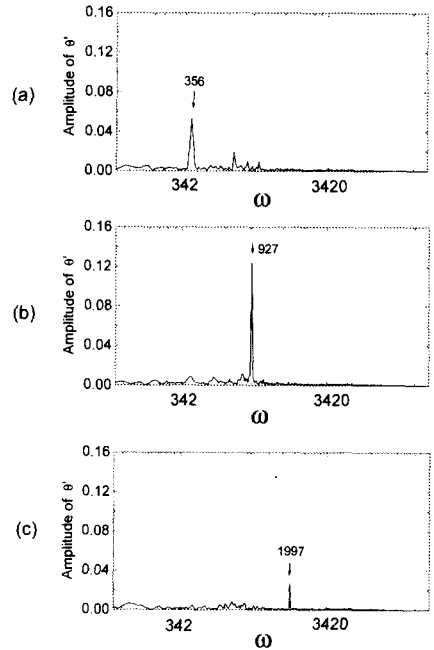 (a)
Amplitude of θ'
0.16
0.12
0.08
0.04
0.00
356
342
3420
ω
(b)
Amplitude of θ'
0.16
0.12
0.08
0.04
0.00
927
342
3420
ω
(c)
Amplitude of θ'
0.16
0.12
0.08
0.04
0.00
1997
342
3420
ω